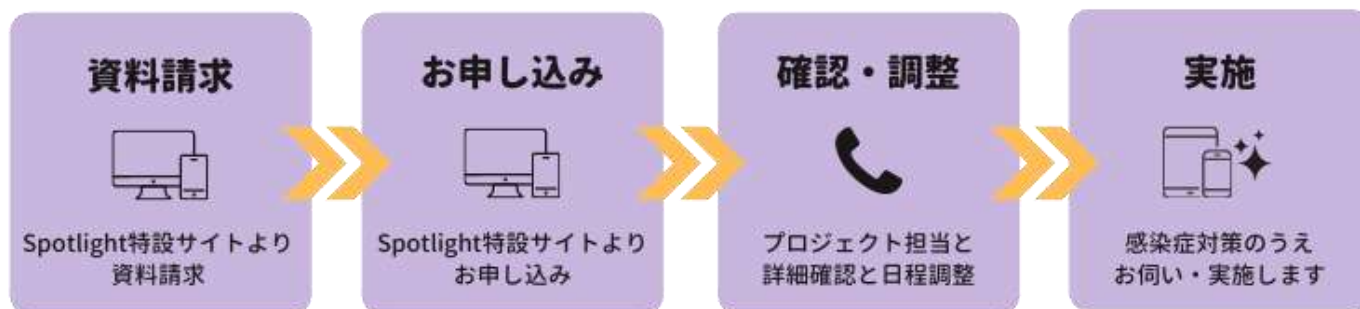 資料請求
Spotlight特設サイトより
資料請求
お申し込み
Spotlight特設サイトより
お申し込み
確認・調整
プロジェクト担当と
詳細確認と日程調整
実施
感染症対策のうえ
お伺い・実施します